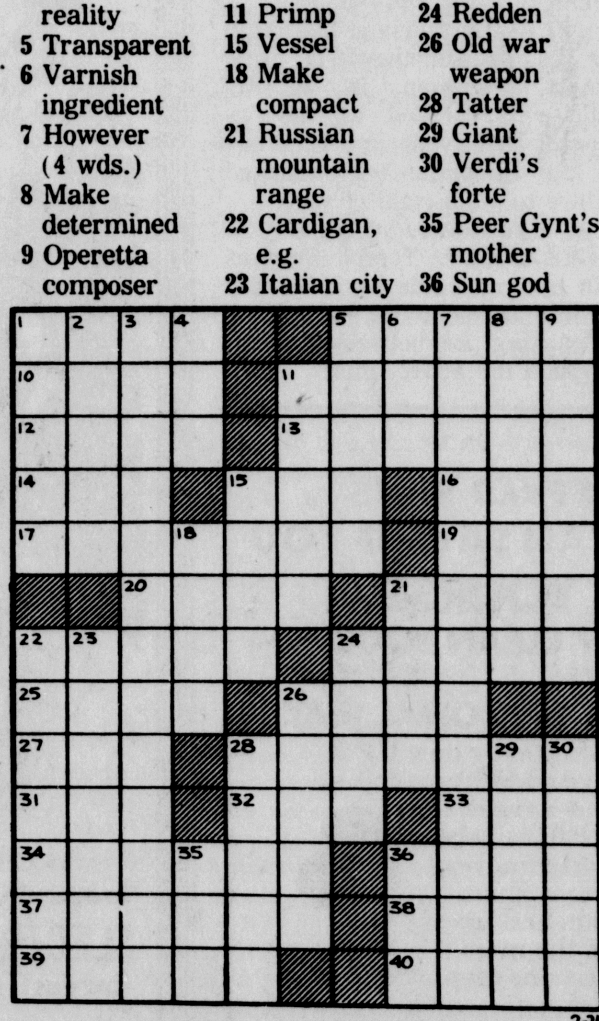 reality
5 Transparent
6 Varnish
ingredient
7 However
(4 wds.)
8 Make
determined
9 Operetta
composer
11 Primp
15 Vessel
18 Make
compact
21 Russian
mountain
range
22 Cardigan,
e.g.
23 Italian city
24 Redden
26 Old war
weapon
28 Tatter
29 Giant
30 Verdi's
forte
35 Peer Gynt's
mother
36 Sun god
1 2 3 4 5 6 7 8 9
10 11
12 13
14 15 16
17 18 19
20 21
22 23 24
25 26
27 28 29 30
31 32 33
34 35 36
37 38
39 40